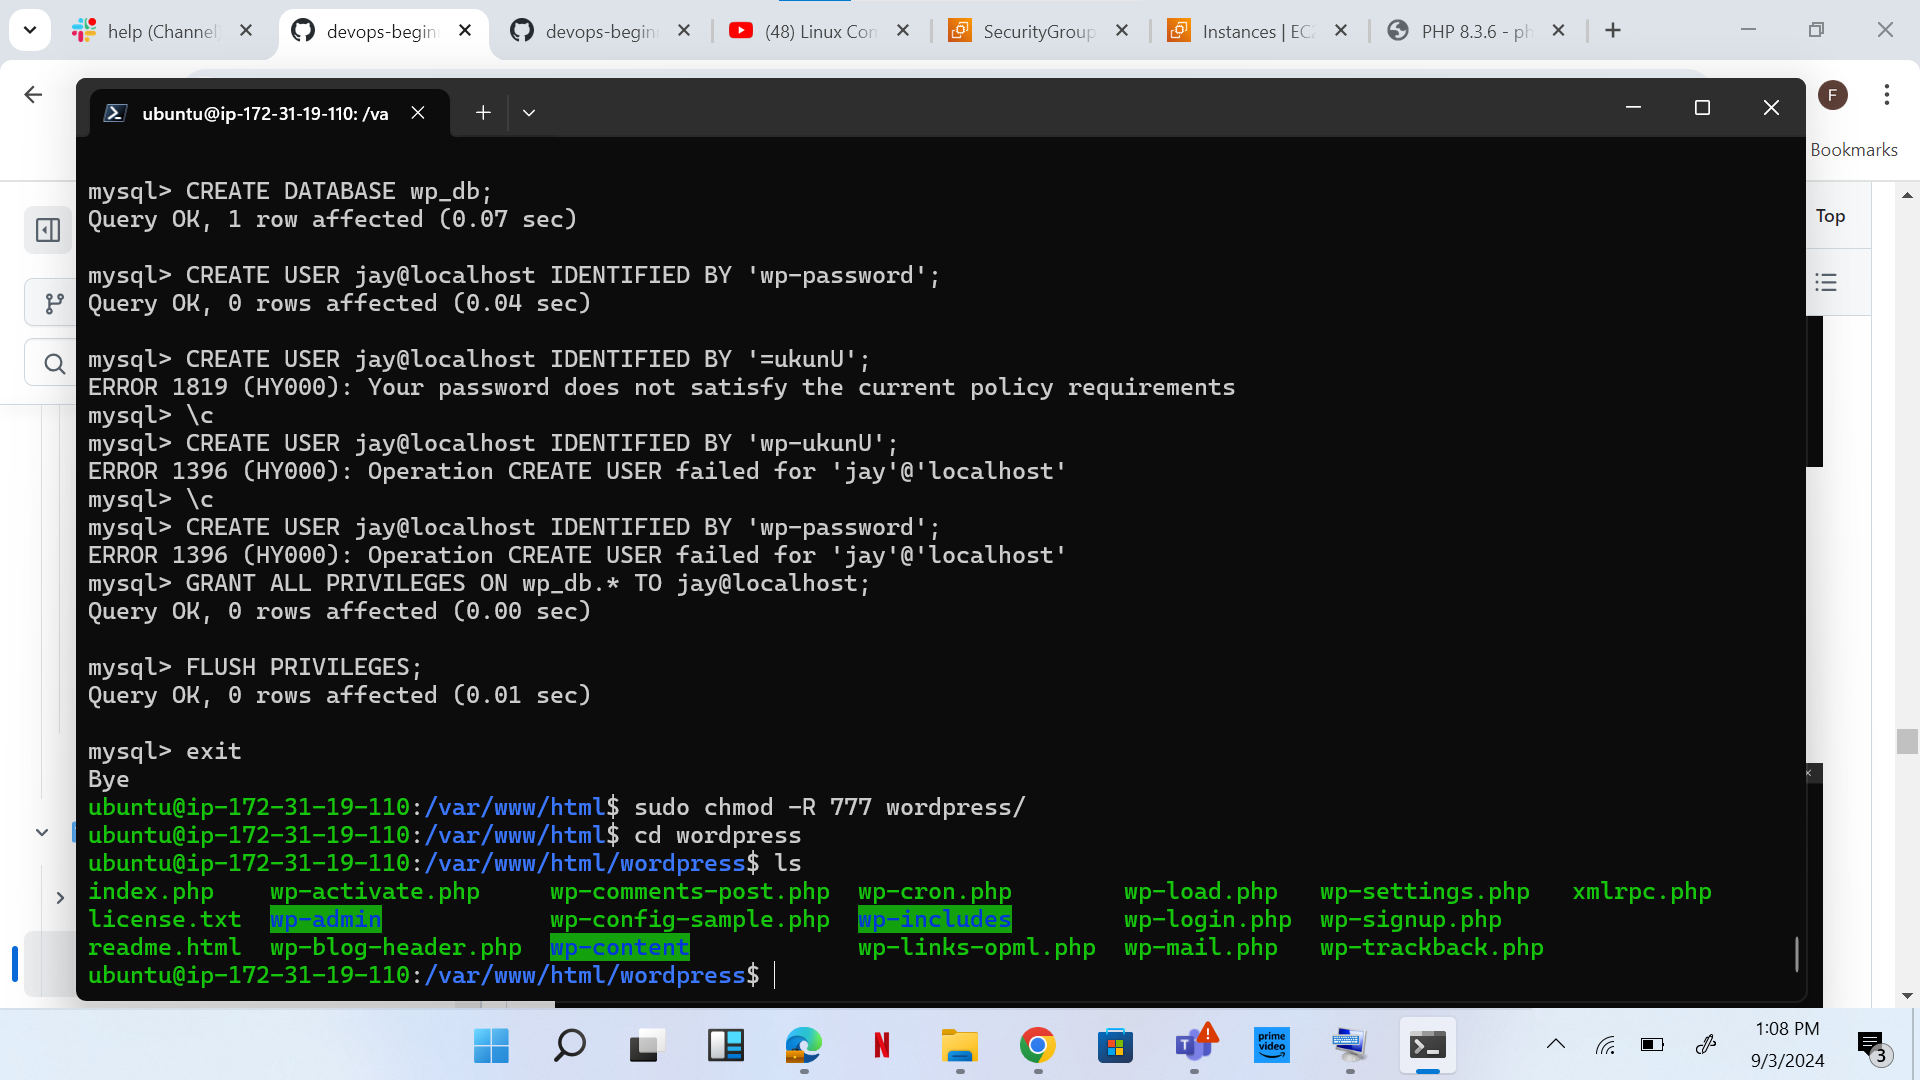 help (Channel)
devops-begin
devops-begin
(48) Linux Con
SecurityGroup
Instances | EC2
PHP 8.3.6 - ph
F
Bookmarks
Top
ubuntu@ip-172-31-19-110: /va
mysql> CREATE DATABASE wp_db;
Query OK, 1 row affected (0.07 sec)
mysql> CREATE USER jay@localhost IDENTIFIED BY 'wp-password';
Query OK, 0 rows affected (0.04 sec)
mysql> CREATE USER jay@localhost IDENTIFIED BY '=ukunU';
ERROR 1819 (HY000): Your password does not satisfy the current policy requirements
mysql> \c
mysql> CREATE USER jay@localhost IDENTIFIED BY 'wp-ukunU';
ERROR 1396 (HY000): Operation CREATE USER failed for 'jay'@'localhost'
mysql> \c
mysql> CREATE USER jay@localhost IDENTIFIED BY 'wp-password';
ERROR 1396 (HY000): Operation CREATE USER failed for 'jay'@'localhost'
mysql> GRANT ALL PRIVILEGES ON wp_db.* TO jay@localhost;
Query OK, 0 rows affected (0.00 sec)
mysql> FLUSH PRIVILEGES;
Query OK, 0 rows affected (0.01 sec)
mysql> exit
Bye
ubuntu@ip-172-31-19-110:/var/www/html$ sudo chmod -R 777 wordpress/
ubuntu@ip-172-31-19-110:/var/www/html$ cd wordpress
ubuntu@ip-172-31-19-110:/var/www/html/wordpress$ ls
index.php wp-activate.php wp-comments-post.php wp-cron.php wp-load.php wp-settings.php xmlrpc.php
license.txt wp-admin wp-config-sample.php wp-includes wp-login.php wp-signup.php
readme.html wp-blog-header.php wp-content wp-links-opml.php wp-mail.php wp-trackback.php
ubuntu@ip-172-31-19-110:/var/www/html/wordpress$
N
T
prime video
1:08 PM
9/3/2024
3